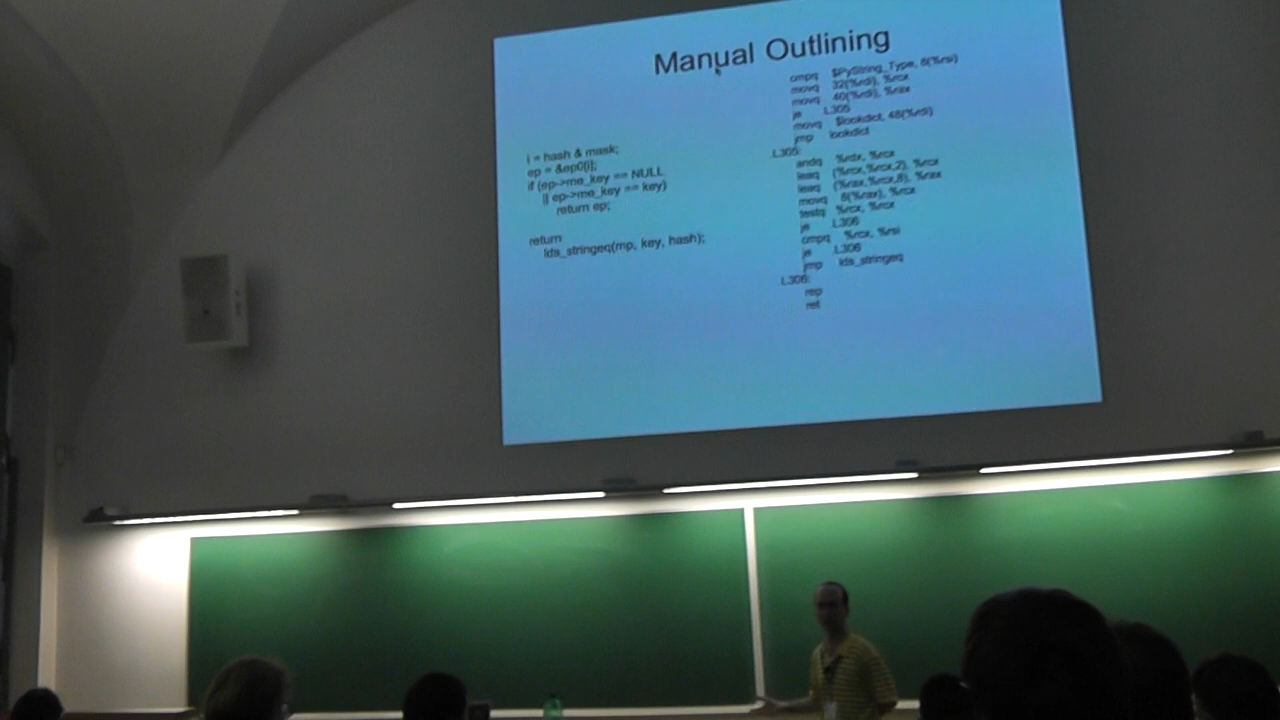 Manual Outlining
i = hash & mask;
ep = &ep0[i];
if (ep->me_key == NULL
|| ep->me_key == key)
return ep;
return
lds_stringeq(mp, key, hash);
cmpq $PyString_Type, 8(%rsi)
movq 32(%rdi), %rcx
movq 40(%rdi), %rax
je .L305
movq $lookdict, 48(%rdi)
jmp lookdict
.L305:
andq %rdx, %rcx
leaq (%rcx,%rcx,2), %rcx
leaq (%rax,%rcx,8), %rax
movq 8(%rax), %rcx
testq %rcx, %rcx
je .L306
cmpq %rcx, %rsi
je .L306
jmp lds_stringeq
.L306:
rep
ret